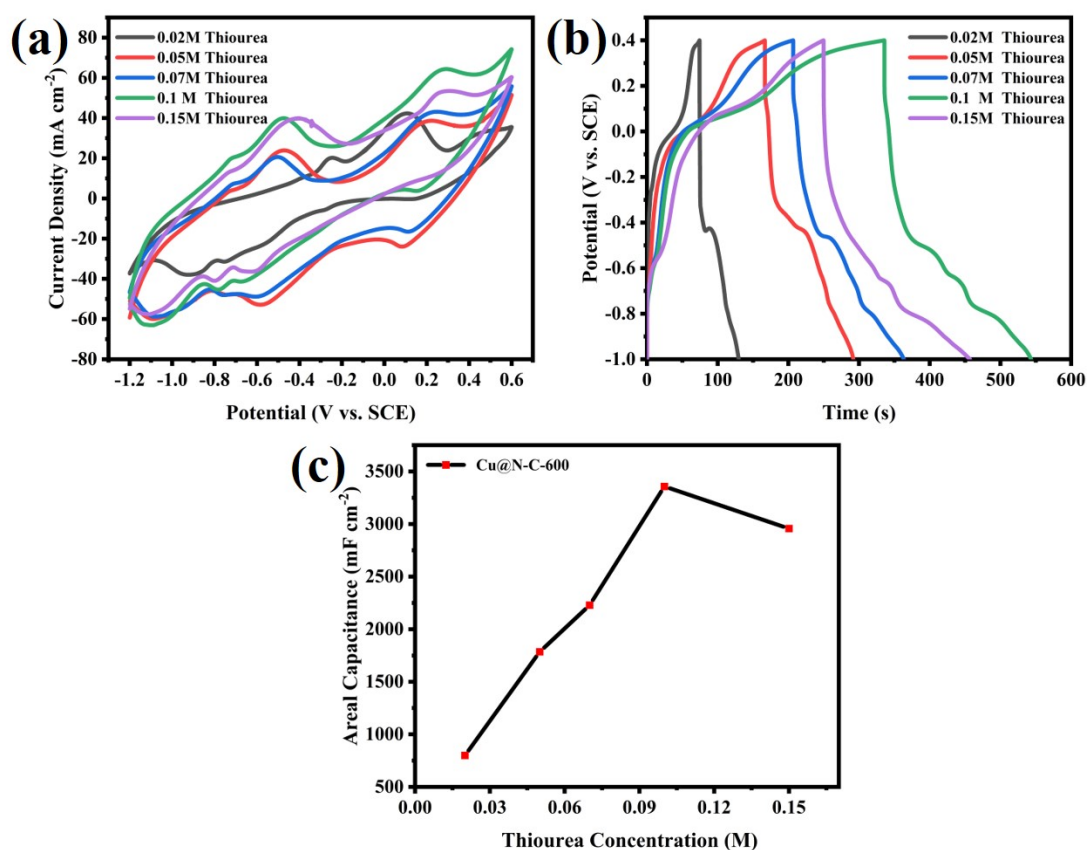 (a)
0.02M Thiourea
0.05M Thiourea
0.07M Thiourea
0.1 M Thiourea
0.15M Thiourea
80
60
40
20
0
-20
-40
-60
-80
Current Density (mA cm⁻²)
-1.2 -1.0 -0.8 -0.6 -0.4 -0.2 0.0 0.2 0.4 0.6
Potential (V vs. SCE)
(b)
0.02M Thiourea
0.05M Thiourea
0.07M Thiourea
0.1 M Thiourea
0.15M Thiourea
0.4
0.2
0.0
-0.2
-0.4
-0.6
-0.8
-1.0
Potential (V vs. SCE)
0 100 200 300 400 500 600
Time (s)
(c)
Cu@N-C-600
3500
3000
2500
2000
1500
1000
500
Areal Capacitance (mF cm⁻²)
0.00 0.03 0.06 0.09 0.12 0.15
Thiourea Concentration (M)